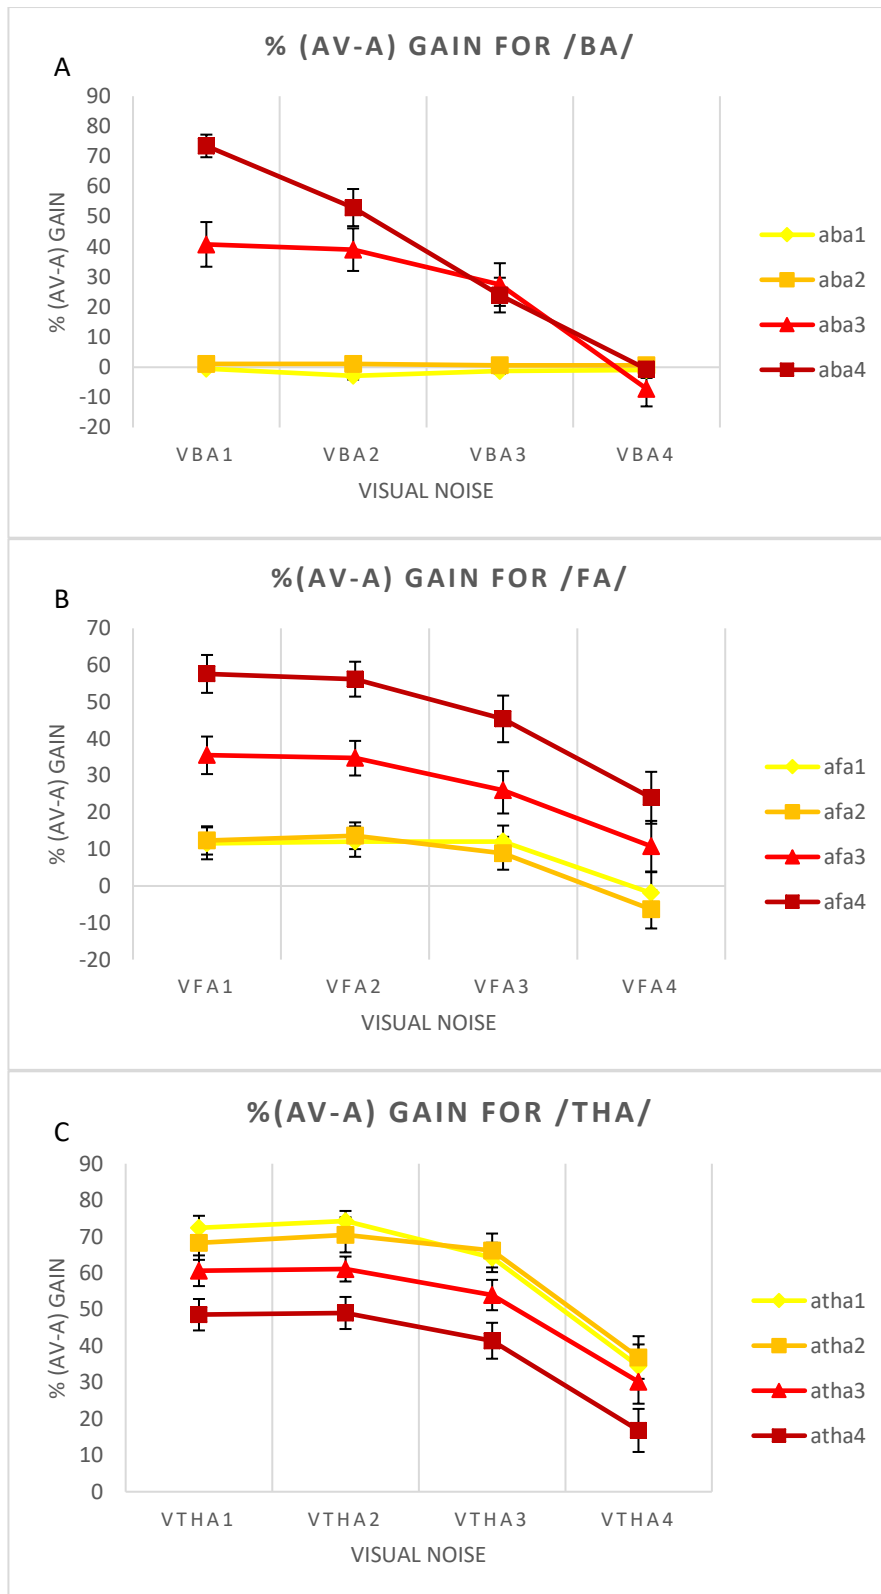 A
% (AV-A) GAIN FOR /BA/
90
80
70
60
50
40
30
20
10
0
-10
-20
% (AV-A) GAIN
VBA1 VBA2 VBA3 VBA4
VISUAL NOISE
aba1
aba2
aba3
aba4
B
%(AV-A) GAIN FOR /FA/
70
60
50
40
30
20
10
0
-10
-20
% (AV-A) GAIN
VFA1 VFA2 VFA3 VFA4
VISUAL NOISE
afa1
afa2
afa3
afa4
C
%(AV-A) GAIN FOR /THA/
90
80
70
60
50
40
30
20
10
0
% (AV-A) GAIN
VTHA1 VTHA2 VTHA3 VTHA4
VISUAL NOISE
atha1
atha2
atha3
atha4